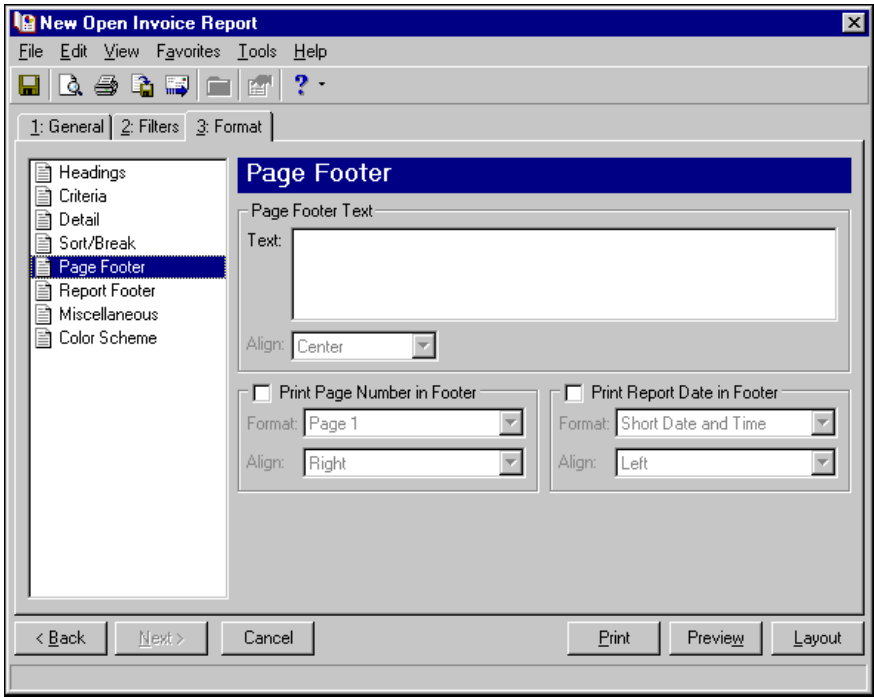 New Open Invoice Report
File Edit View Favorites Tools Help
?
1: General 2: Filters 3: Format
Headings
Criteria
Detail
Sort/Break
Page Footer
Report Footer
Miscellaneous
Color Scheme
Page Footer
Page Footer Text
Text:
Align: Center
Print Page Number in Footer
Format: Page 1
Align: Right
Print Report Date in Footer
Format: Short Date and Time
Align: Left
< Back Next > Cancel Print Preview Layout